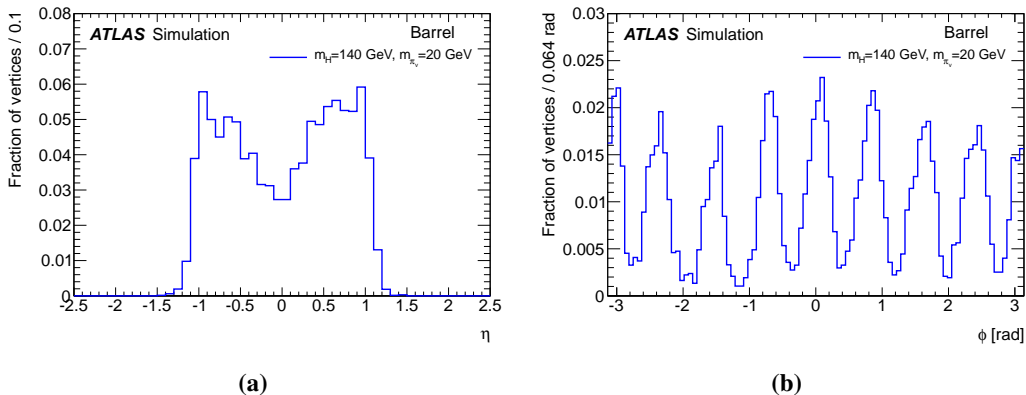 Fraction of vertices / 0.1
0.08
0.07
0.06
0.05
0.04
0.03
0.02
0.01
0
ATLAS Simulation
Barrel
m_H=140 GeV, m_{π_v}=20 GeV
-2.5 -2 -1.5 -1 -0.5 0 0.5 1 1.5 2 2.5
η
(a)
Fraction of vertices / 0.064 rad
0.03
0.025
0.02
0.015
0.01
0.005
0
ATLAS Simulation
Barrel
m_H=140 GeV, m_{π_v}=20 GeV
-3 -2 -1 0 1 2 3
ϕ [rad]
(b)